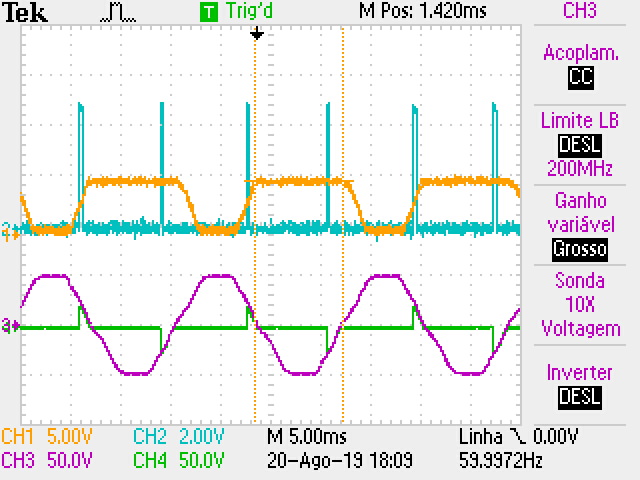 Tek T Trig'd M Pos: 1.420ms CH3
Acoplam.
CC
Limite LB
DESL
200MHz
Ganho
variável
Grosso
Sonda
10X
Voltagem
Inverter
DESL
3
CH1 5.00V CH2 2.00V M 5.00ms Linha 0.00V
CH3 50.0V CH4 50.0V 20-Ago-19 18:09 59.9972Hz